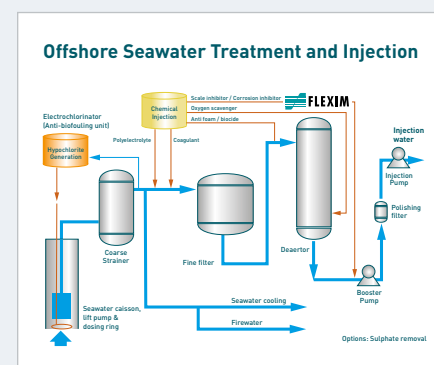 Offshore Seawater Treatment and Injection
Scale inhibitor / Corrosion inhibitor
FLEXIM
Oxygen scavenger
Anti foam / biocide
Chemical
Injection
Electrochlorinator
(Anti-biofouling unit)
Hypochlorite
Generation
Polyelectrolyte
Coagulant
Injection
water
Injection
Pump
Polishing
filter
Coarse
Strainer
Fine filter
Deaertor
Booster
Pump
Seawater caisson,
lift pump &
dosing ring
Seawater cooling
Firewater
Options: Sulphate removal